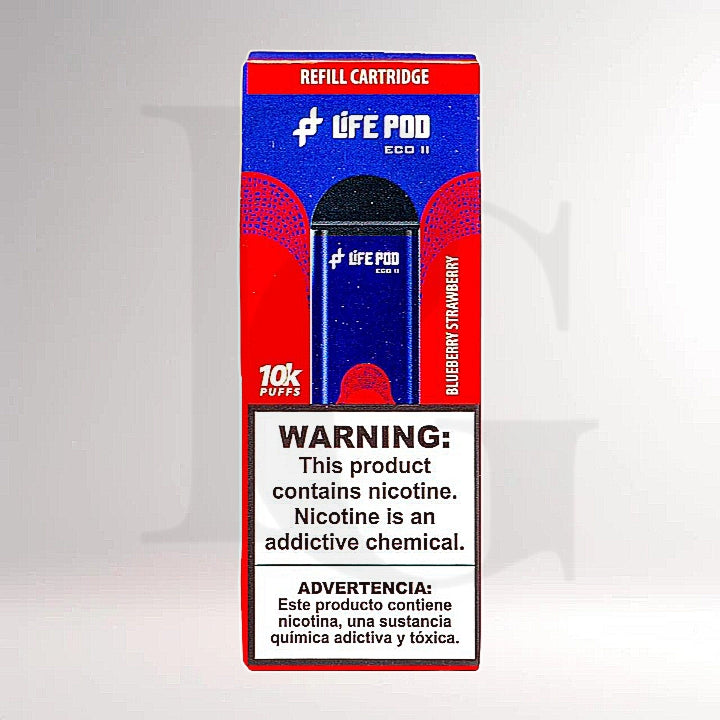 REFILL CARTRIDGE
LIFE POD
ECO II
LIFE POD
ECO II
BLUEBERRY STRAWBERRY
10k
PUFFS
WARNING:
This product
contains nicotine.
Nicotine is an
addictive chemical.
ADVERTENCIA:
Este producto contiene
nicotina, una sustancia
química adictiva y tóxica.